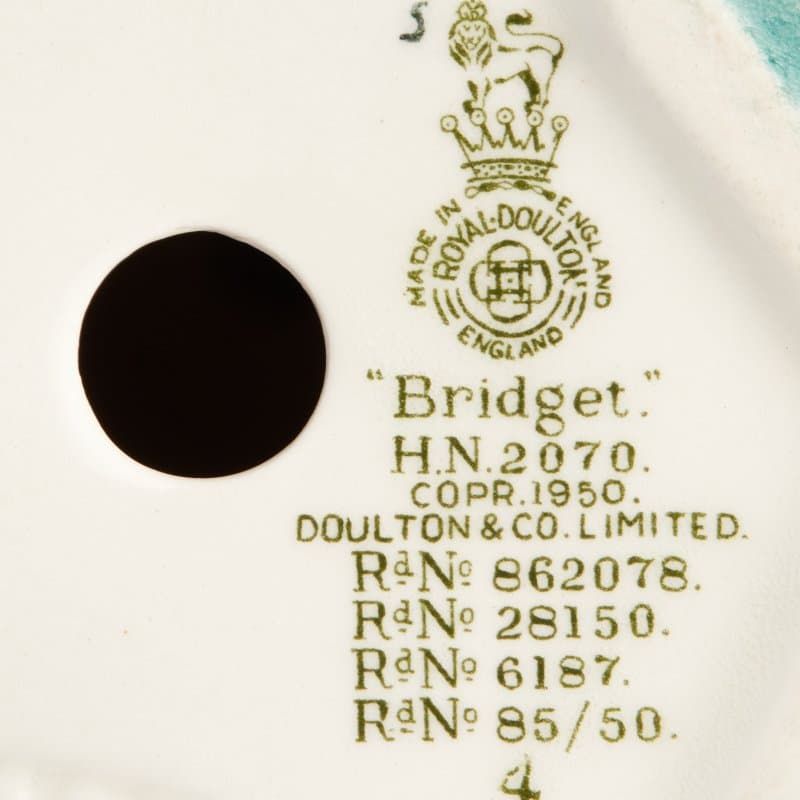 S
MADE IN ENGLAND
ROYAL·DOULTON
ENGLAND
"Bridget."
H.N.2070.
COPR.1950.
DOULTON & CO. LIMITED.
RdNo 862078.
RdNo 28150.
RdNo 6187.
RdNo 85/50.
4